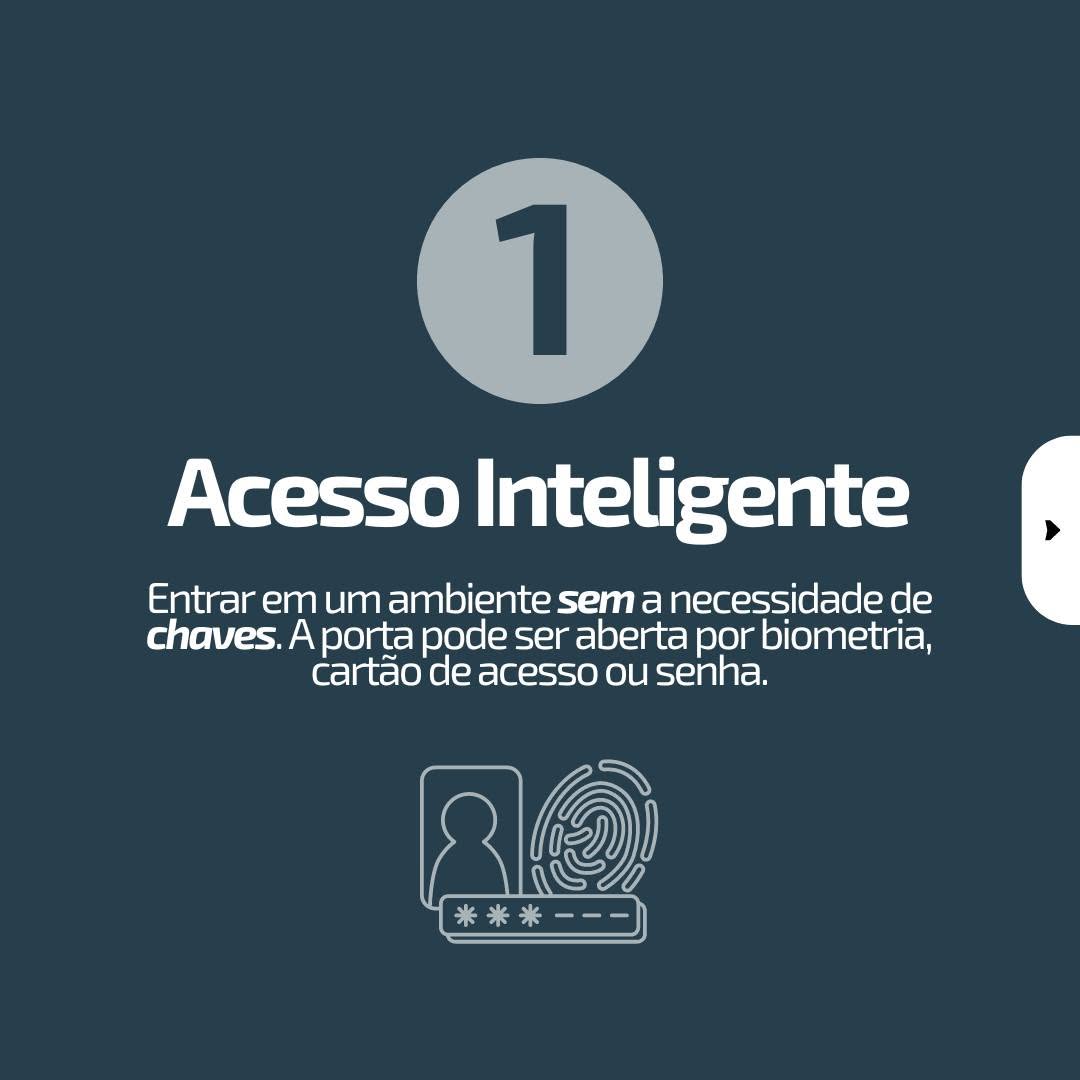 1
Acesso Inteligente
Entrar em um ambiente sem a necessidade de
chaves. A porta pode ser aberta por biometria,
cartão de acesso ou senha.
*** ---